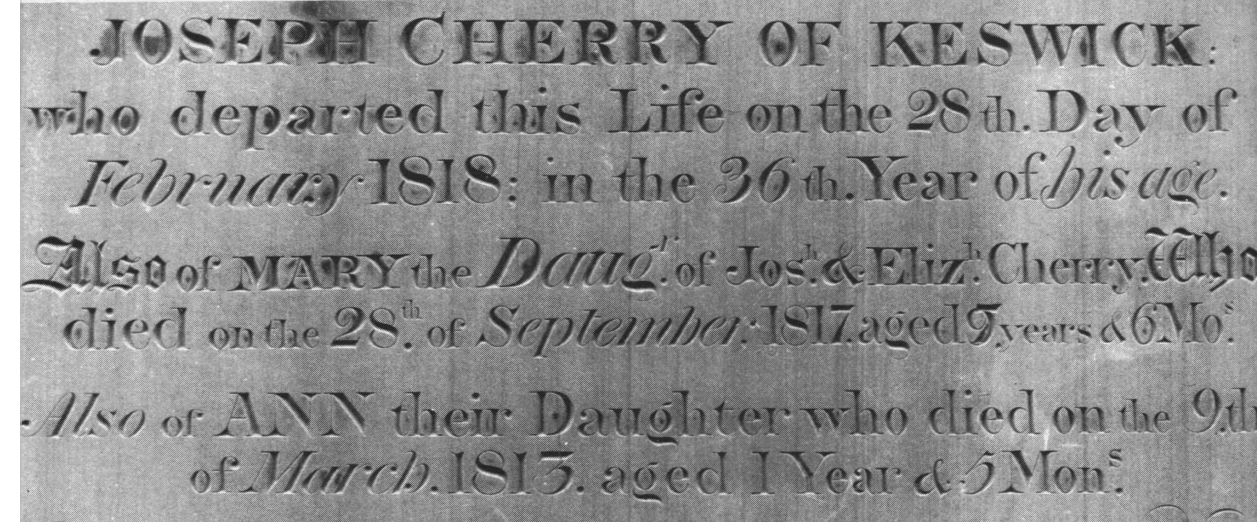 JOSEPH CHERRY OF KESWICK:
who departed this Life on the 28th. Day of
February 1818: in the 36th. Year of his age.
Also of MARY the Daugr. of Josh. & Elizh. Cherry. Who
died on the 28th. of September: 1817. aged 5 years & 6 Mos.
Also of ANN their Daughter who died on the 9.th
of March. 1813. aged 1 Year & 5 Mons.